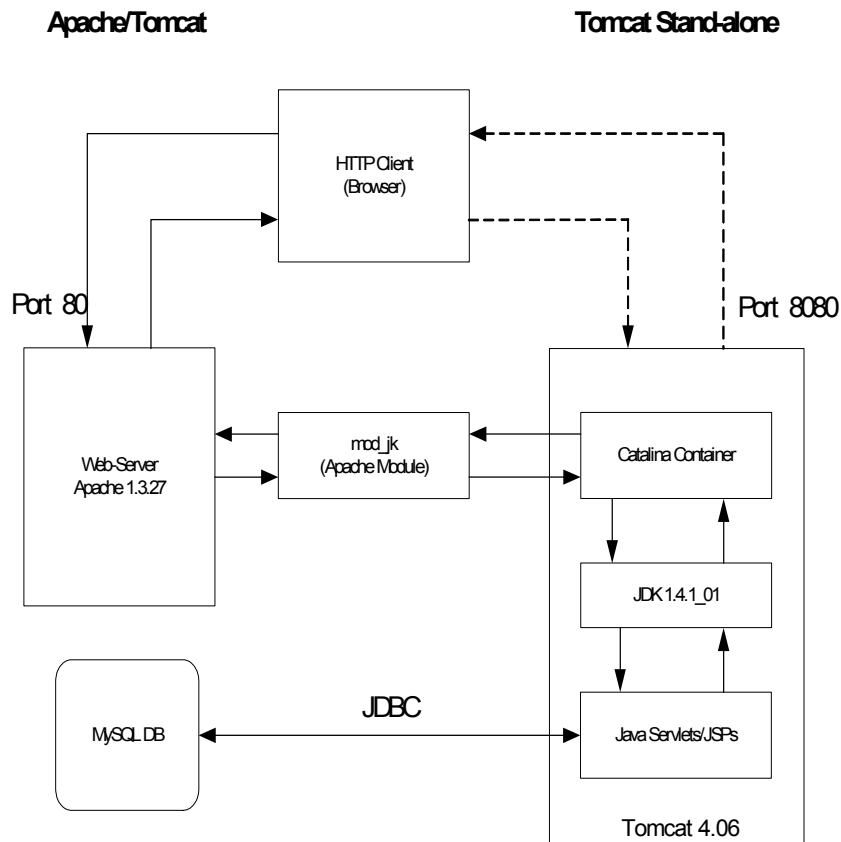 Apache/Tomcat
Tomcat Stand-alone
HTTP Client
(Browser)
Port 80
Port 8080
Web-Server
Apache 1.3.27
mod_jk
(Apache Module)
Catalina Container
JDK 1.4.1_01
JDBC
MySQL DB
Java Servlets/JSPs
Tomcat 4.06